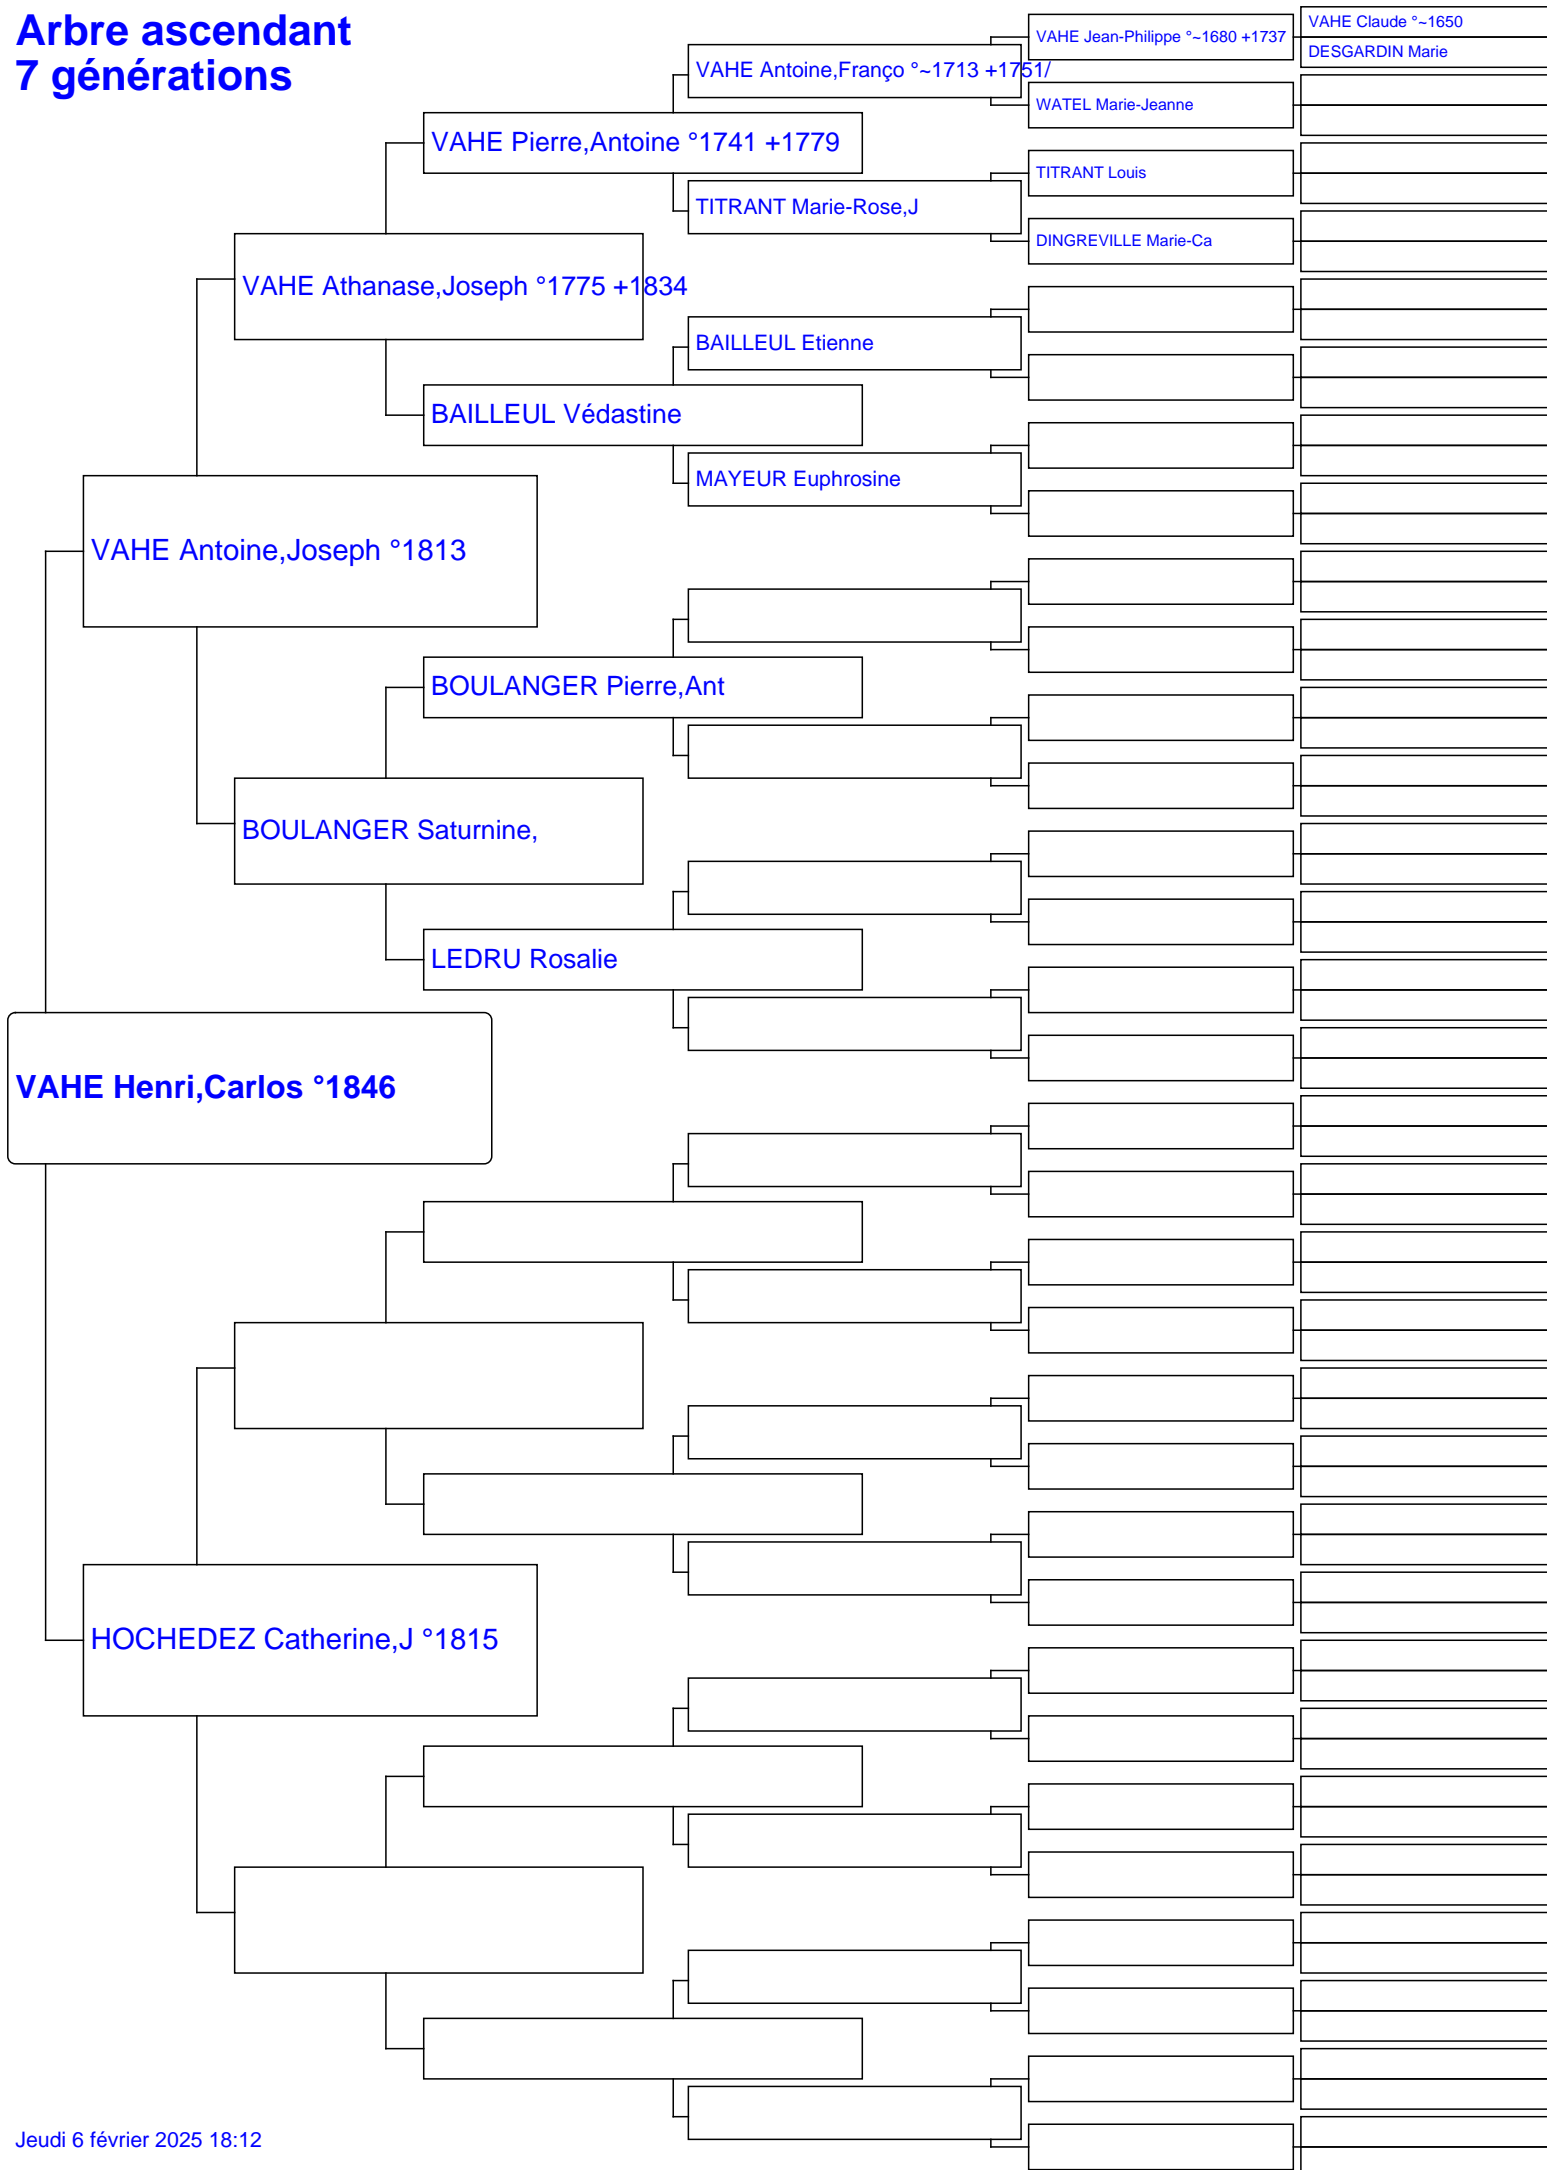 Arbre ascendant
7 générations
VAHE Claude °~1650
VAHE Jean-Philippe °~1680 +1737
DESGARDIN Marie
VAHE Antoine,Franço °~1713 +1751/
WATEL Marie-Jeanne
VAHE Pierre,Antoine °1741 +1779
TITRANT Louis
TITRANT Marie-Rose,J
DINGREVILLE Marie-Ca
VAHE Athanase,Joseph °1775 +1834
BAILLEUL Etienne
BAILLEUL Védastine
MAYEUR Euphrosine
VAHE Antoine,Joseph °1813
BOULANGER Pierre,Ant
BOULANGER Saturnine,
LEDRU Rosalie
VAHE Henri,Carlos °1846
HOCHEDEZ Catherine,J °1815
Jeudi 6 février 2025 18:12